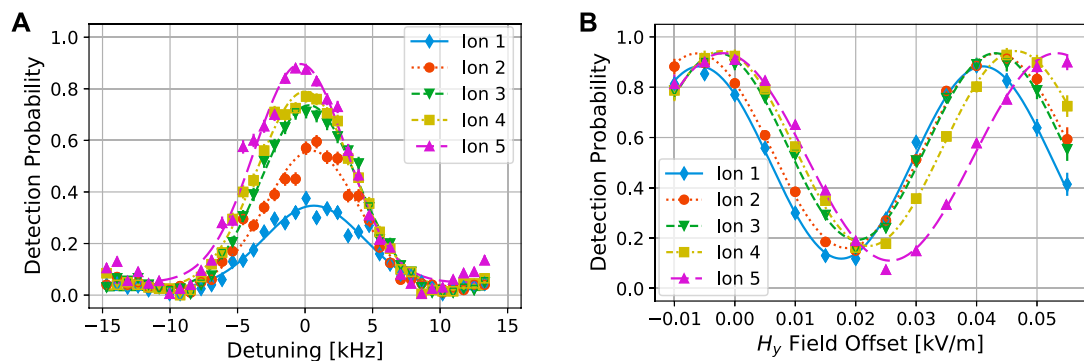 A
Detection Probability
1.0
0.8
0.6
0.4
0.2
0.0
−15 −10 −5 0 5 10 15
Detuning [kHz]
Ion 1
Ion 2
Ion 3
Ion 4
Ion 5
B
Detection Probability
1.0
0.8
0.6
0.4
0.2
0.0
−0.01 0.00 0.01 0.02 0.03 0.04 0.05
H_y Field Offset [kV/m]
Ion 1
Ion 2
Ion 3
Ion 4
Ion 5